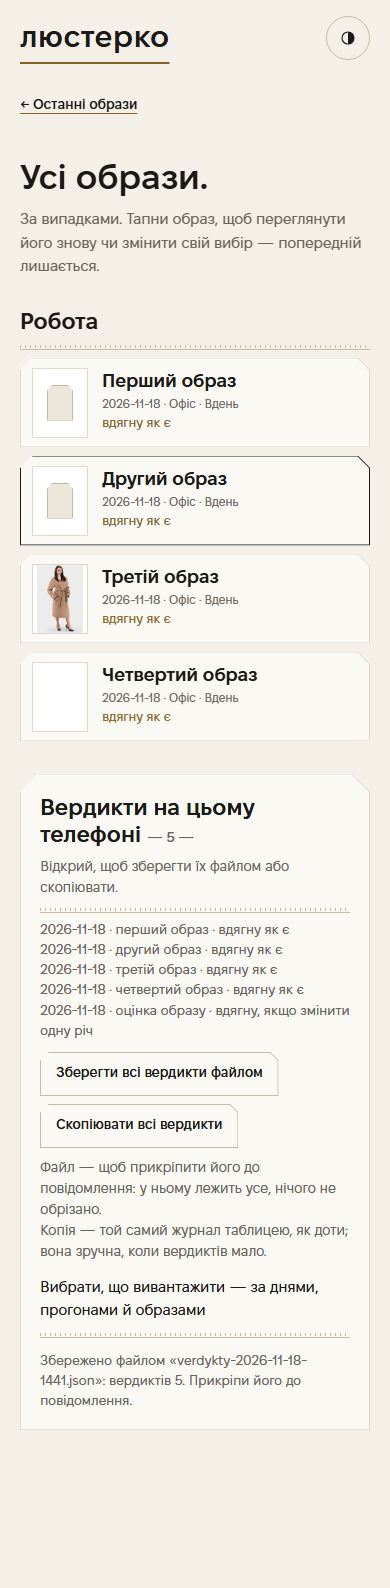 люстерко
← Останні образи
Усі образи.
За випадками. Тапни образ, щоб переглянути
його знову чи змінити свій вибір — попередній
лишається.
Робота
Перший образ
2026-11-18 · Офіс · Вдень
вдягну як є
Другий образ
2026-11-18 · Офіс · Вдень
вдягну як є
Третій образ
2026-11-18 · Офіс · Вдень
вдягну як є
Четвертий образ
2026-11-18 · Офіс · Вдень
вдягну як є
Вердикти на цьому
телефоні — 5 —
Відкрий, щоб зберегти їх файлом або
скопіювати.
2026-11-18 · перший образ · вдягну як є
2026-11-18 · другий образ · вдягну як є
2026-11-18 · третій образ · вдягну як є
2026-11-18 · четвертий образ · вдягну як є
2026-11-18 · оцінка образу · вдягну, якщо змінити
одну річ
Зберегти всі вердикти файлом
Скопіювати всі вердикти
Файл — щоб прикріпити його до
повідомлення: у ньому лежить усе, нічого не
обрізано.
Копія — той самий журнал таблицею, як доти;
вона зручна, коли вердиктів мало.
Вибрати, що вивантажити — за днями,
прогонами й образами
Збережено файлом «verdykty-2026-11-18-
1441.json»: вердиктів 5. Прикріпи його до
повідомлення.